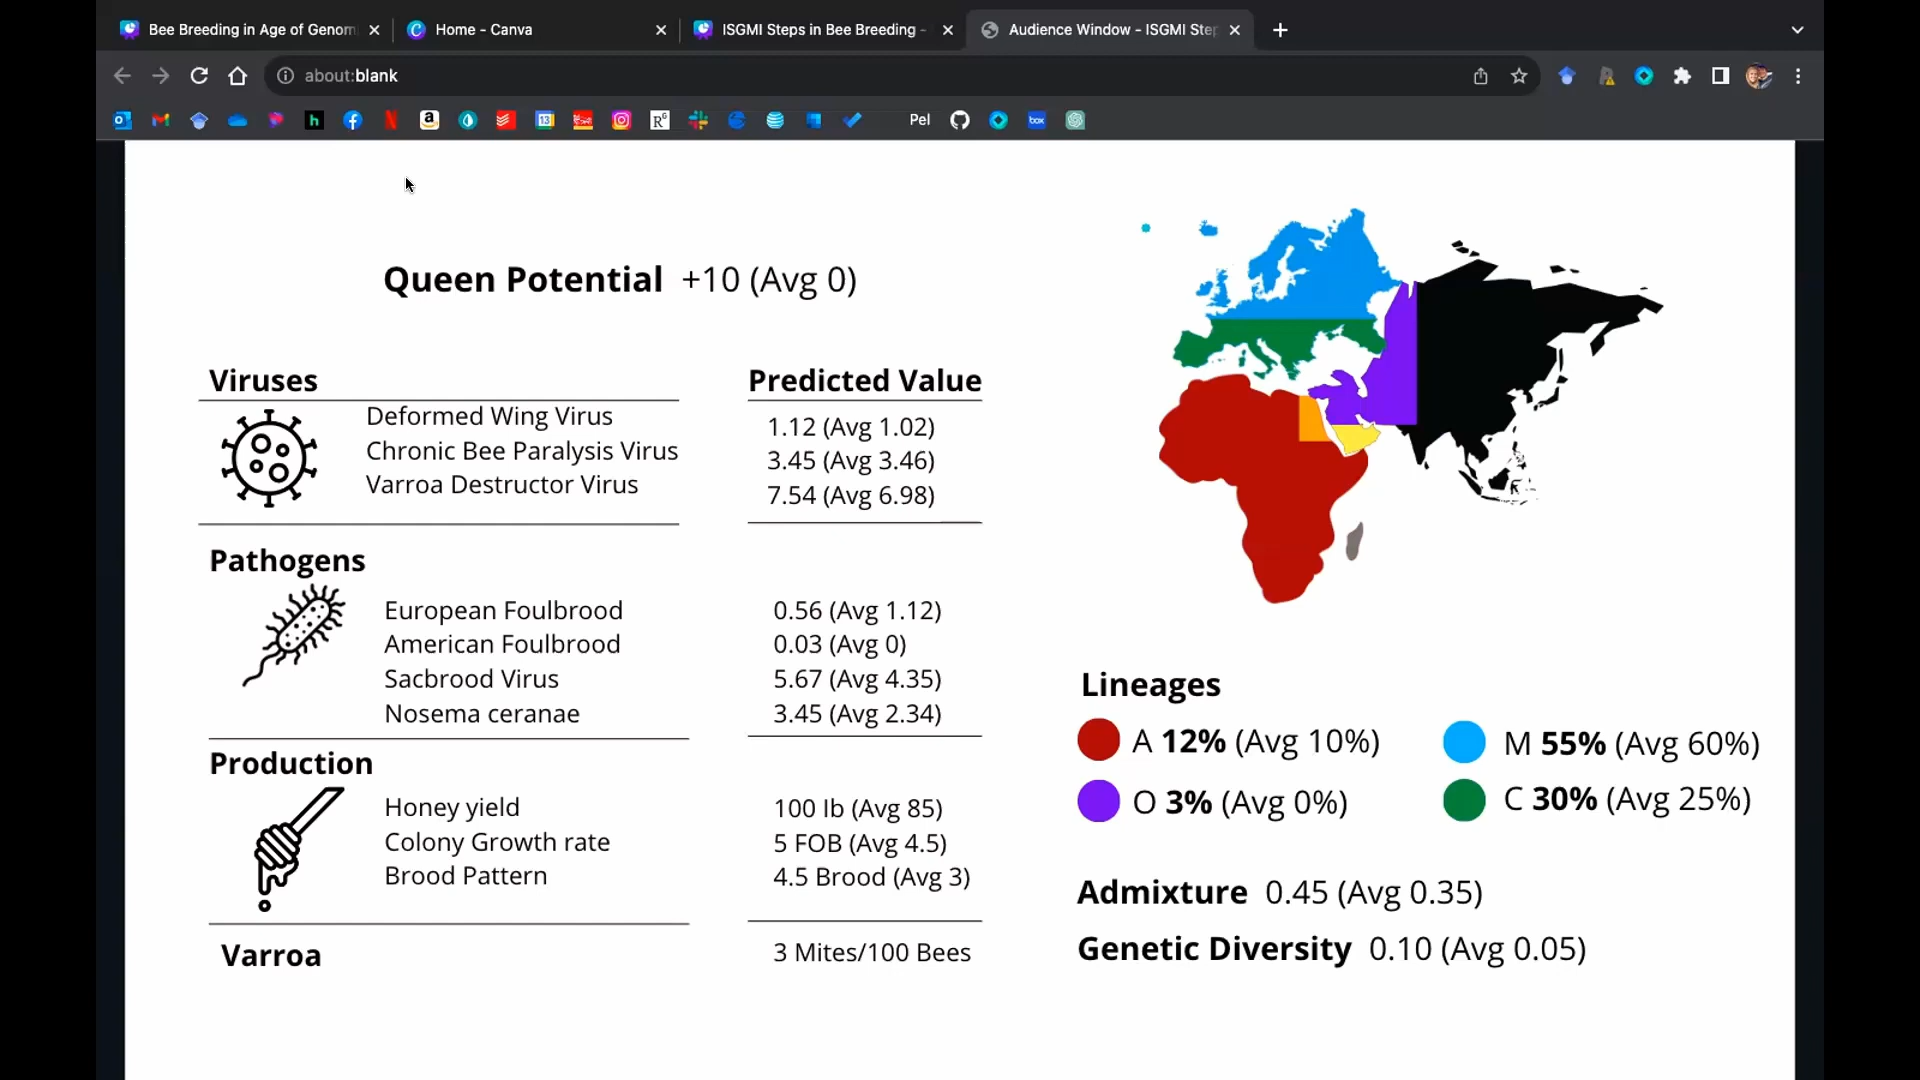 Bee Breeding in Age of Genom
Home - Canva
ISGMI Steps in Bee Breeding -
Audience Window - ISGMI Step
about:blank
Pel
box
Queen Potential +10 (Avg 0)
Viruses
Predicted Value
Deformed Wing Virus
1.12 (Avg 1.02)
Chronic Bee Paralysis Virus
3.45 (Avg 3.46)
Varroa Destructor Virus
7.54 (Avg 6.98)
Pathogens
European Foulbrood
0.56 (Avg 1.12)
American Foulbrood
0.03 (Avg 0)
Sacbrood Virus
5.67 (Avg 4.35)
Nosema ceranae
3.45 (Avg 2.34)
Production
Honey yield
100 lb (Avg 85)
Colony Growth rate
5 FOB (Avg 4.5)
Brood Pattern
4.5 Brood (Avg 3)
Varroa
3 Mites/100 Bees
Lineages
A 12% (Avg 10%)
M 55% (Avg 60%)
O 3% (Avg 0%)
C 30% (Avg 25%)
Admixture 0.45 (Avg 0.35)
Genetic Diversity 0.10 (Avg 0.05)